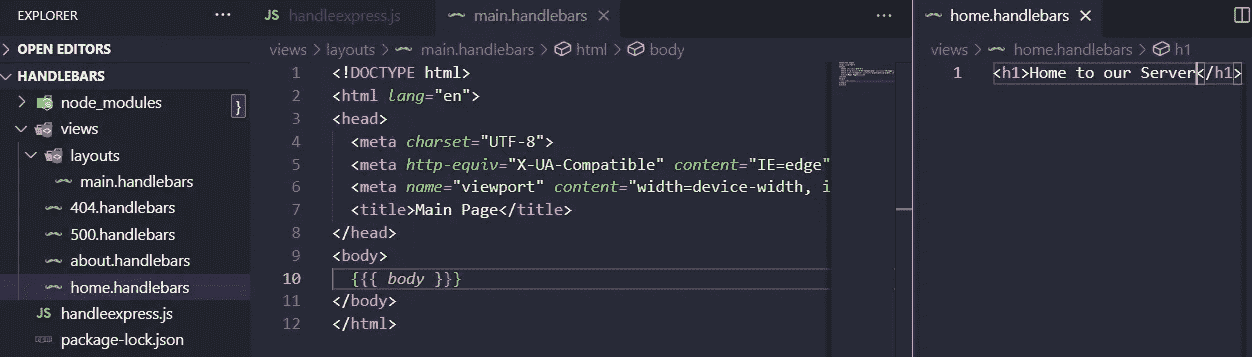 EXPLORER ···
OPEN EDITORS
HANDLEBARS
node_modules
}
views
layouts
main.handlebars
404.handlebars
500.handlebars
about.handlebars
home.handlebars
JS handleexpress.js
package-lock.json
JS handleexpress.js main.handlebars × ···
views > layouts > main.handlebars > html > body
1 <!DOCTYPE html>
2 <html lang="en">
3 <head>
4 <meta charset="UTF-8">
5 <meta http-equiv="X-UA-Compatible" content="IE=edge"
6 <meta name="viewport" content="width=device-width, i
7 <title>Main Page</title>
8 </head>
9 <body>
10 {{{ body }}}
11 </body>
12 </html>
home.handlebars ×
views > home.handlebars > h1
1 <h1>Home to our Server</h1>